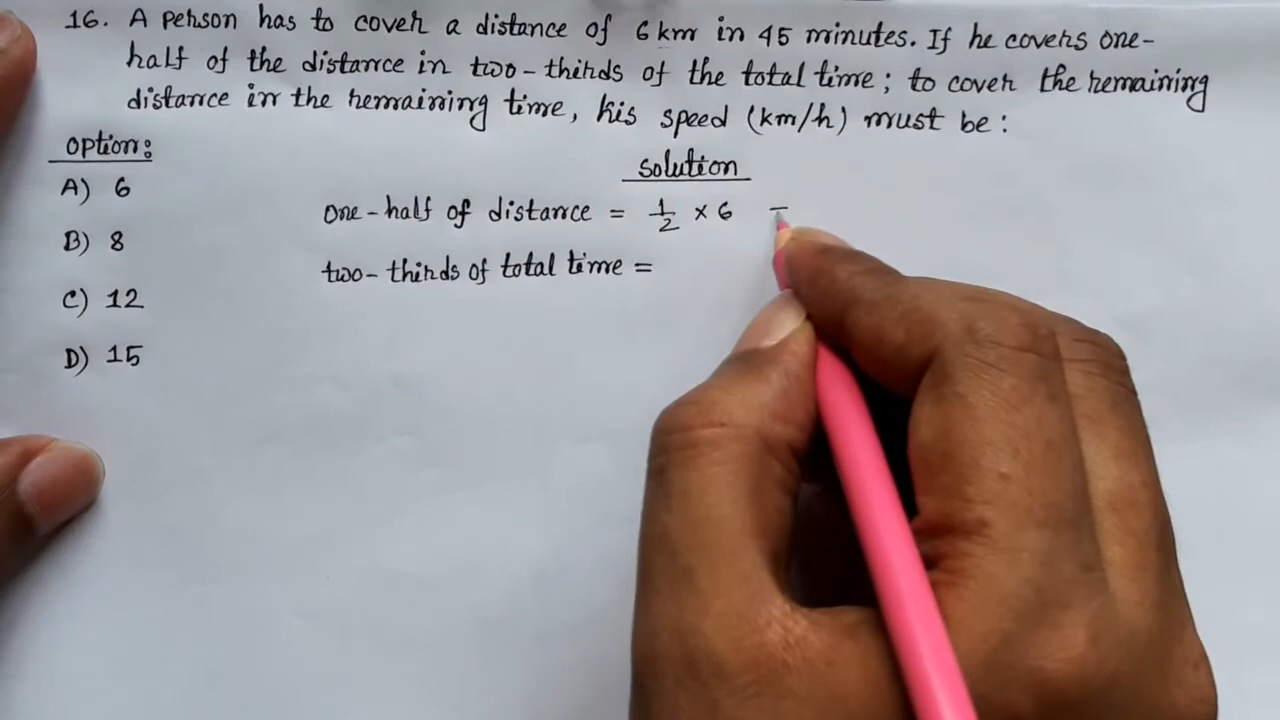 16. A person has to cover a distance of 6 km in 45 minutes. If he covers one-
half of the distance in two-thirds of the total time; to cover the remaining
distance in the remaining time, his speed (km/h) must be:
option:
A) 6
B) 8
C) 12
D) 15
solution
one-half of distance = 1/2 × 6 –
two-thirds of total time =